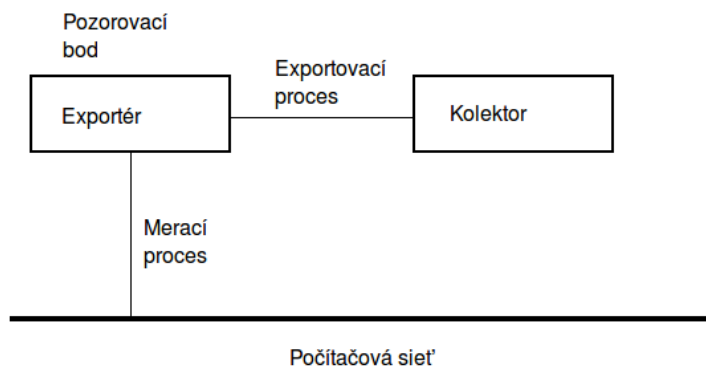 Pozorovací
bod
Exportér
Exportovací
proces
Kolektor
Merací
proces
Počítačová sieť